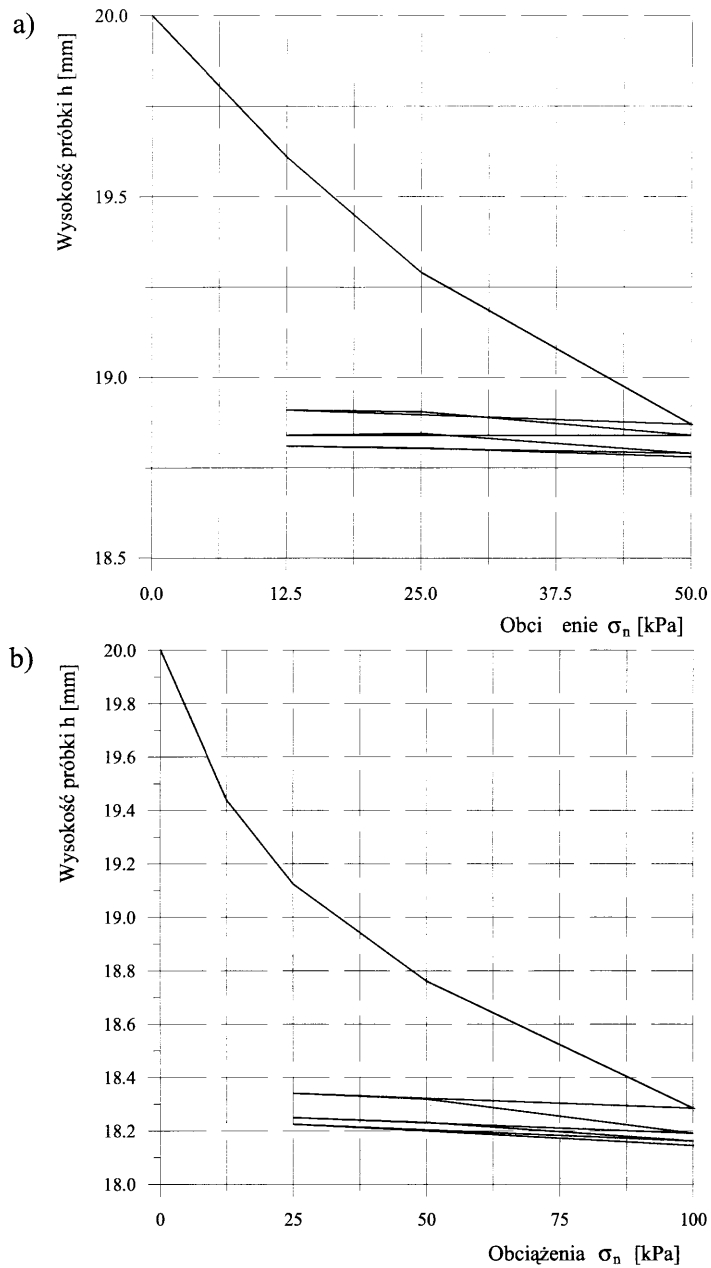 a)
Wysokość próbki h [mm]
20.0
19.5
19.0
18.5
0.0 12.5 25.0 37.5 50.0
Obci enie σn [kPa]
b)
Wysokość próbki h [mm]
20.0
19.8
19.6
19.4
19.2
19.0
18.8
18.6
18.4
18.2
18.0
0 25 50 75 100
Obciążenia σn [kPa]